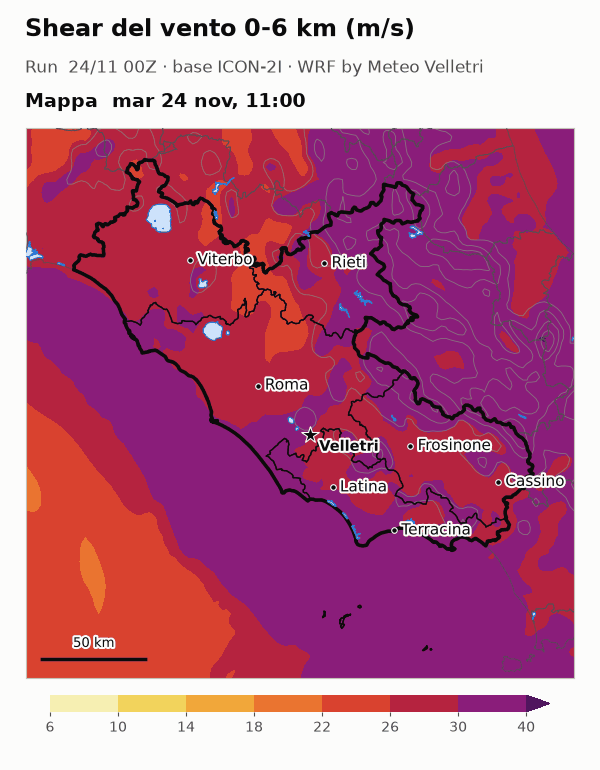 Shear del vento 0-6 km (m/s)
Run  24/11 00Z · base ICON-2I · WRF by Meteo Velletri
Mappa  mar 24 nov, 11:00
Viterbo
Rieti
Roma
Velletri
Frosinone
Latina
Cassino
Terracina
50 km
6 10 14 18 22 26 30 40